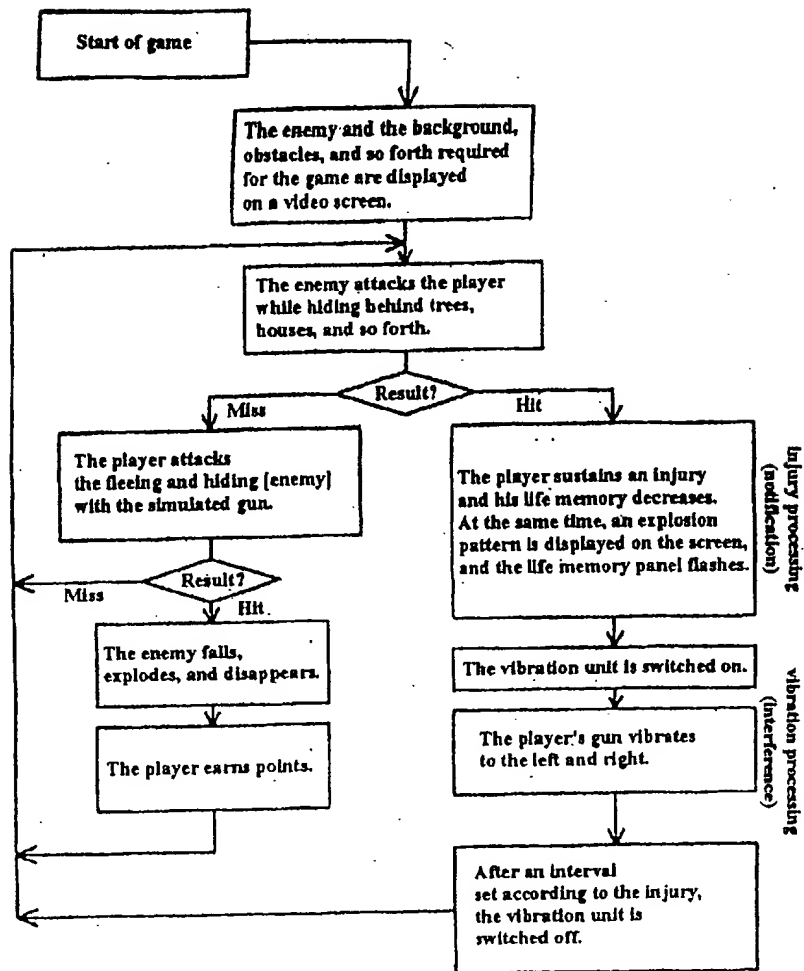 Start of game
The enemy and the background,
obstacles, and so forth required
for the game are displayed
on a video screen.
The enemy attacks the player
while hiding behind trees,
houses, and so forth.
Result?
Miss
Hit
The player attacks
the fleeing and hiding [enemy]
with the simulated gun.
Result?
Miss
Hit
The enemy falls,
explodes, and disappears.
The player earns points.
The player sustains an injury
and his life memory decreases.
At the same time, an explosion
pattern is displayed on the screen,
and the life memory panel flashes.
injury processing
(notification)
The vibration unit is switched on.
The player's gun vibrates
to the left and right.
vibration processing
(interference)
After an interval
set according to the injury,
the vibration unit is
switched off.